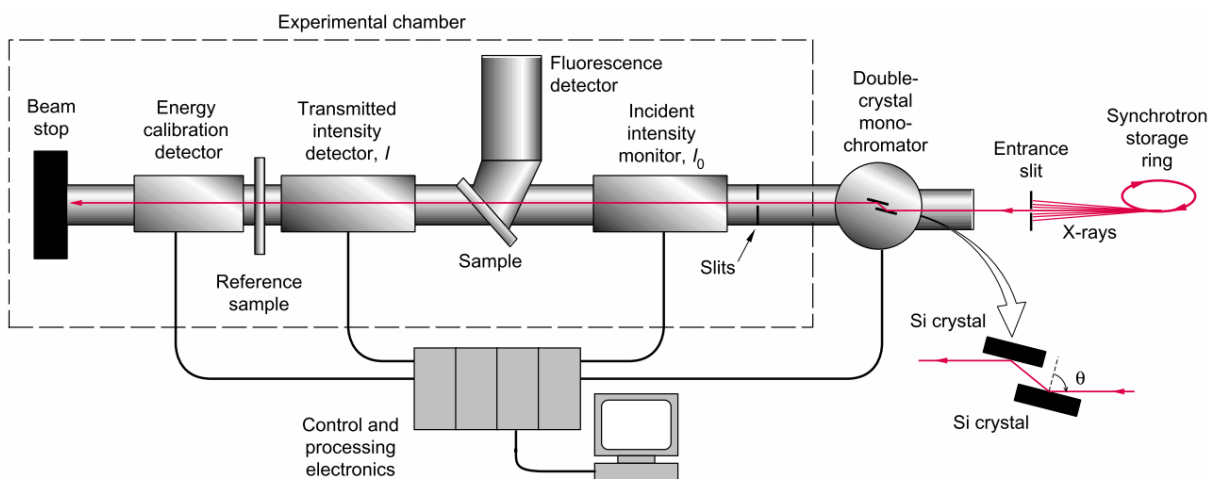 Experimental chamber
Beam
stop
Energy
calibration
detector
Transmitted
intensity
detector, I
Fluorescence
detector
Incident
intensity
monitor, I₀
Double-
crystal
mono-
chromator
Entrance
slit
Synchrotron
storage
ring
X-rays
Reference
sample
Sample
Slits
Si crystal
θ
Si crystal
Control and
processing
electronics